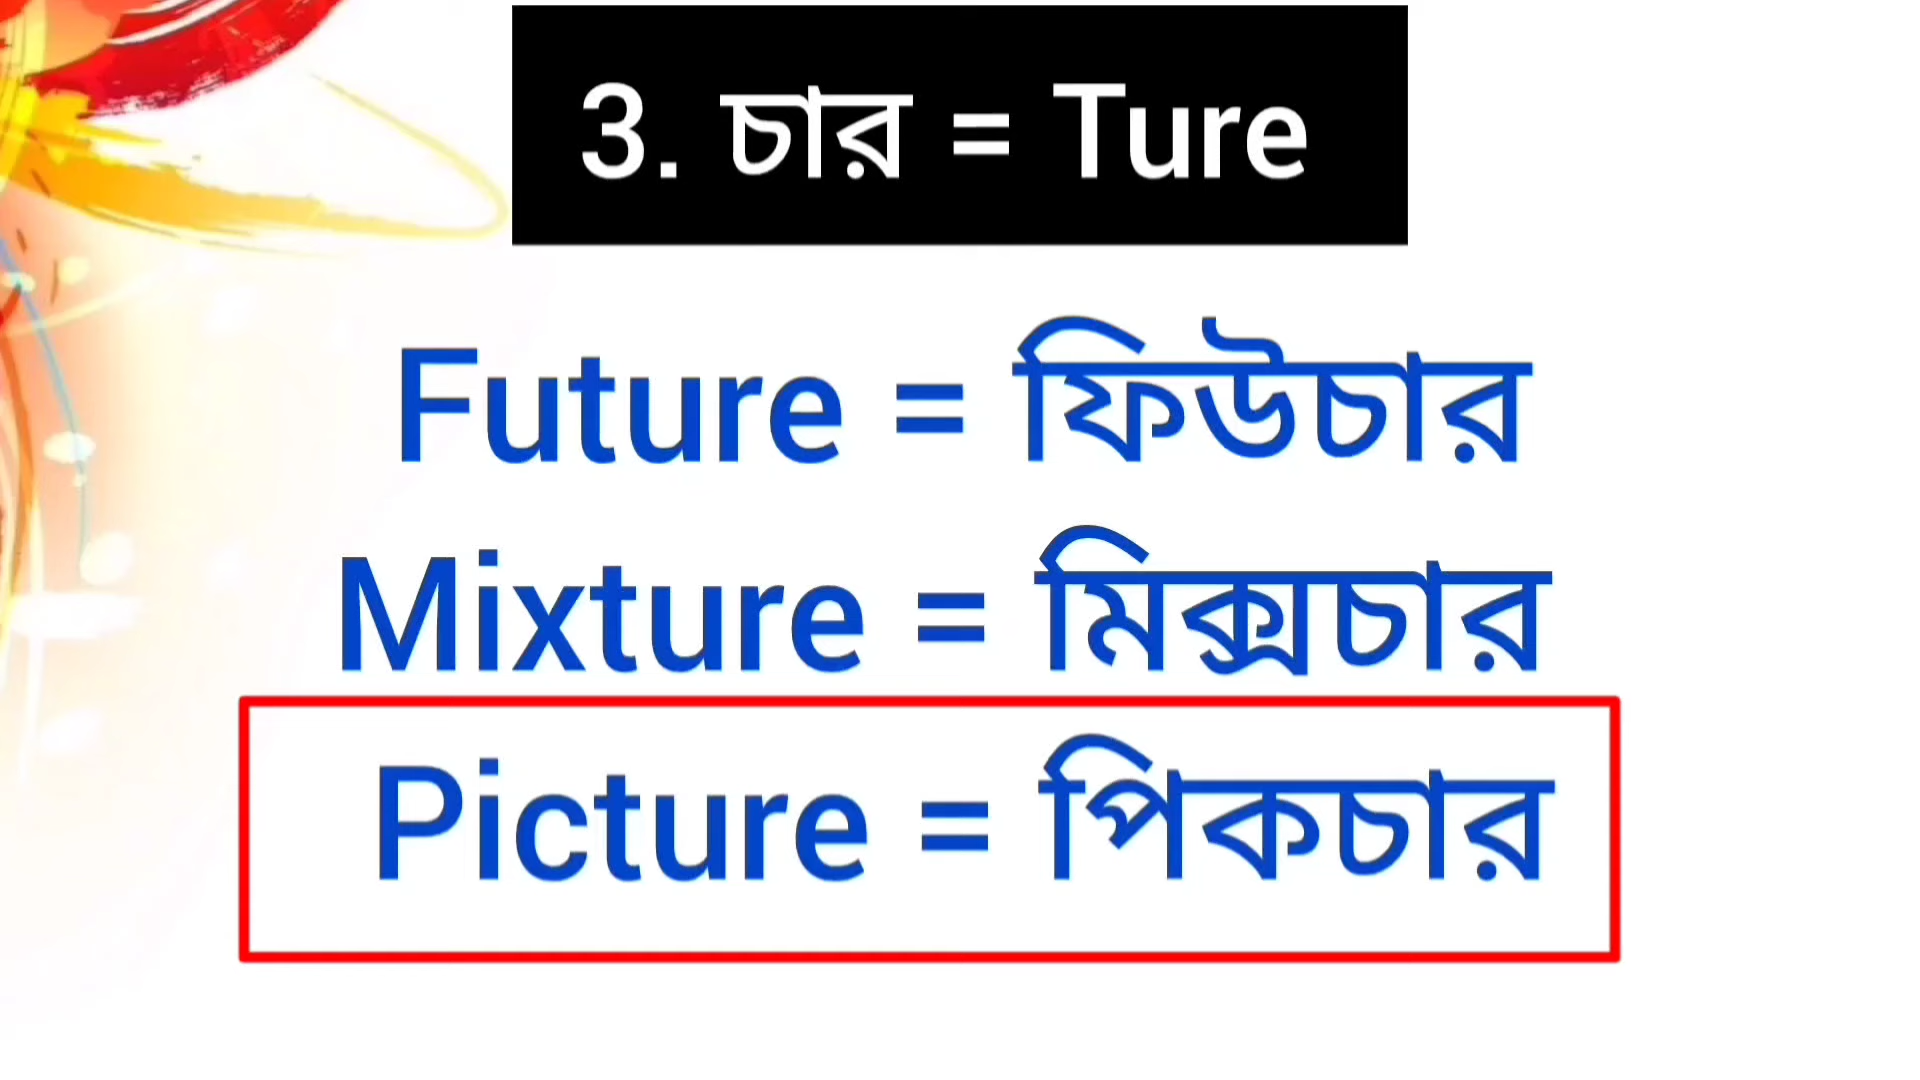 3. চার = Ture
Future = ফিউচার
Mixture = মিক্সচার
Picture = পিকচার